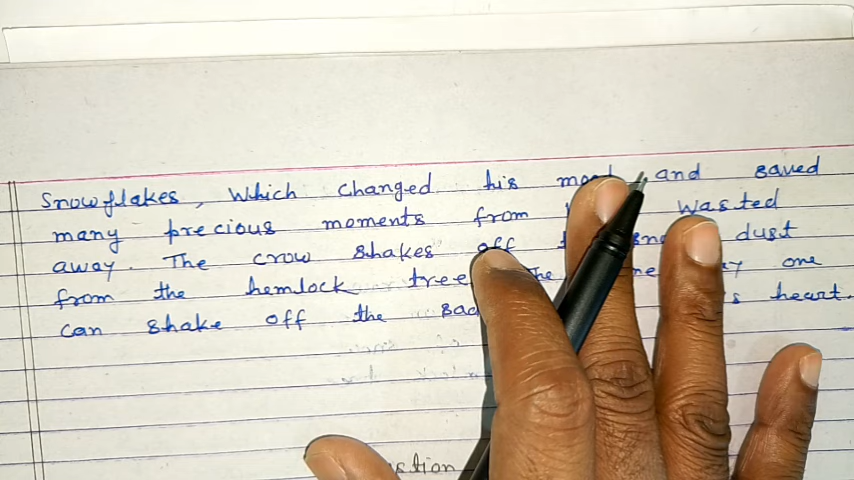 Snowflakes, Which changed his mood and saved
many precious moments from wasted
away. The crow shakes off dust
from the hemlock tree one
can shake off the heart.